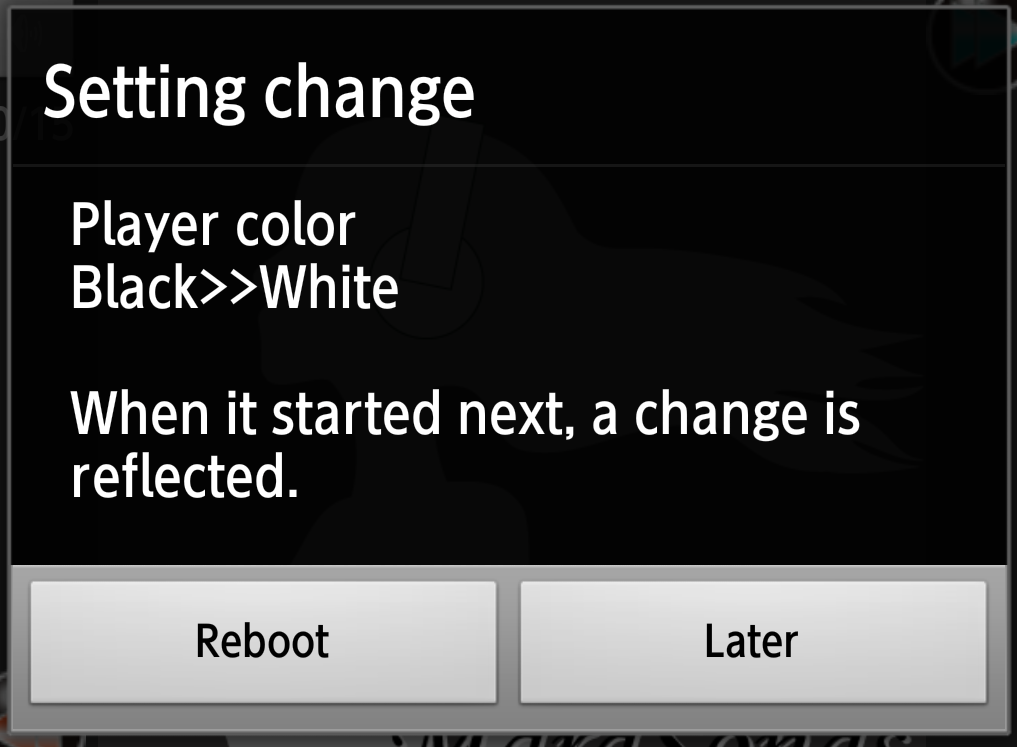 Setting change
Player color
Black>>White
When it started next, a change is
reflected.
Reboot
Later